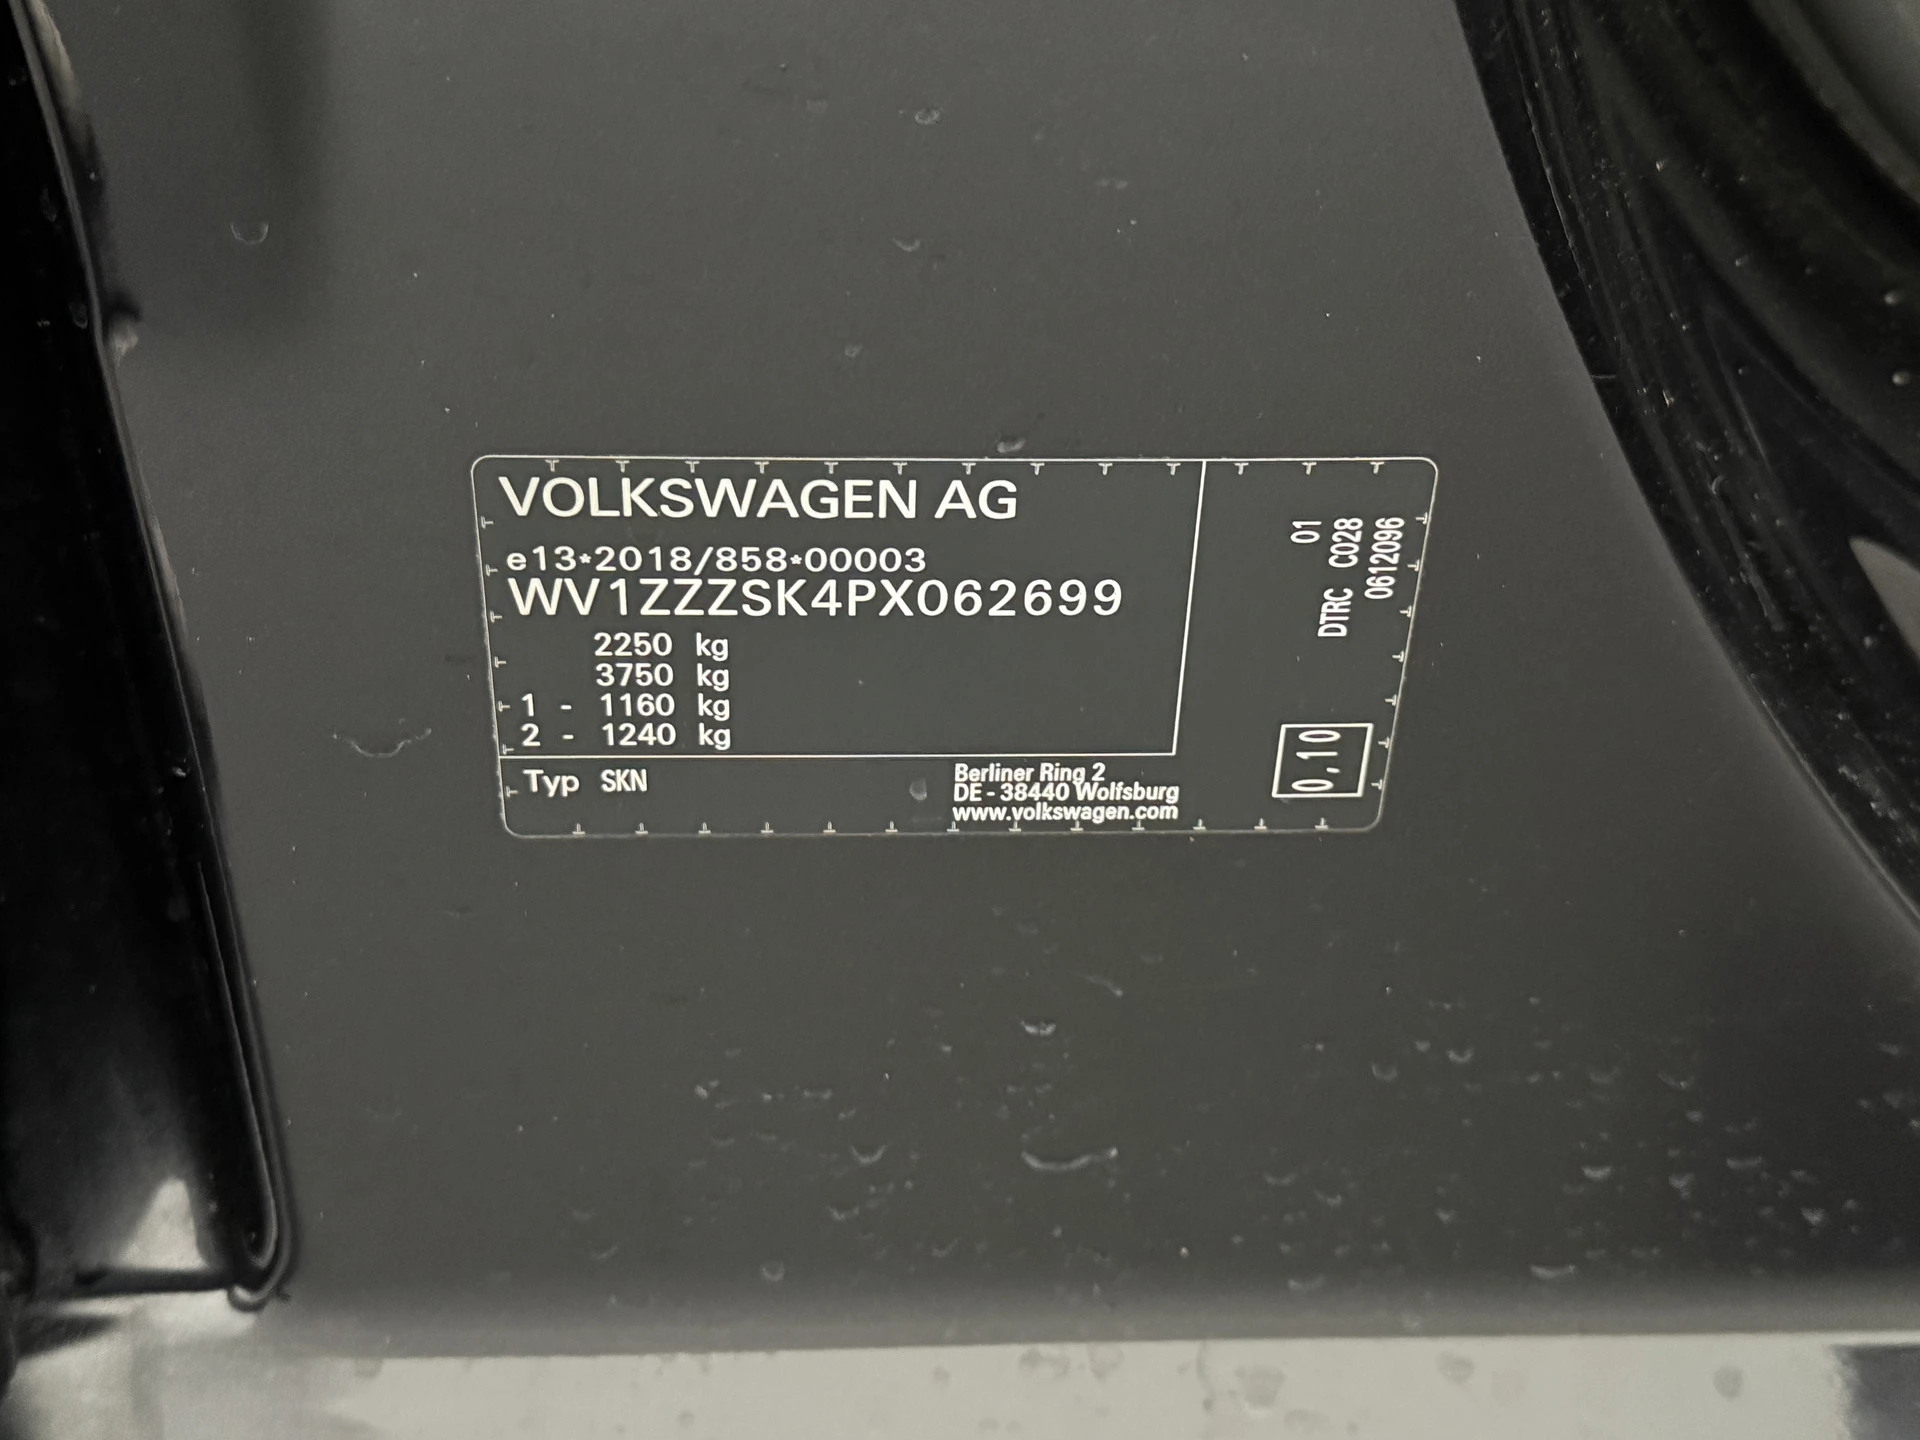 VOLKSWAGEN AG
e13*2018/858*00003
WV1ZZZSK4PX062699
2250 kg
3750 kg
1 - 1160 kg
2 - 1240 kg
Typ SKN
Berliner Ring 2
DE - 38440 Wolfsburg
www.volkswagen.com
01
DTRC C028
0612096
0,10